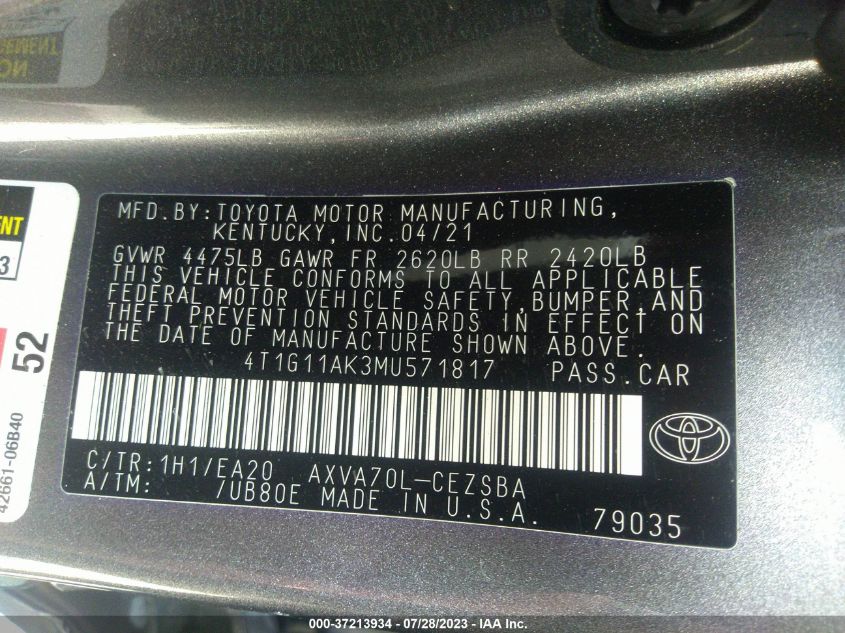 MFD.BY:TOYOTA MOTOR MANUFACTURING,
KENTUCKY,INC.04/21
GVWR 4475LB GAWR FR 2620LB RR 2420LB
THIS VEHICLE CONFORMS TO ALL APPLICABLE
FEDERAL MOTOR VEHICLE SAFETY,BUMPER,AND
THEFT PREVENTION STANDARDS IN EFFECT ON
THE DATE OF MANUFACTURE SHOWN ABOVE.
4T1G11AK3MU571817 PASS.CAR
C/TR:1H1/EA20 AXVA70L-CEZSBA
A/TM: /UB80E MADE IN U.S.A. 79035
52
42661-06B40
000-37213934 / 07/28/2023 / © IAA Inc.